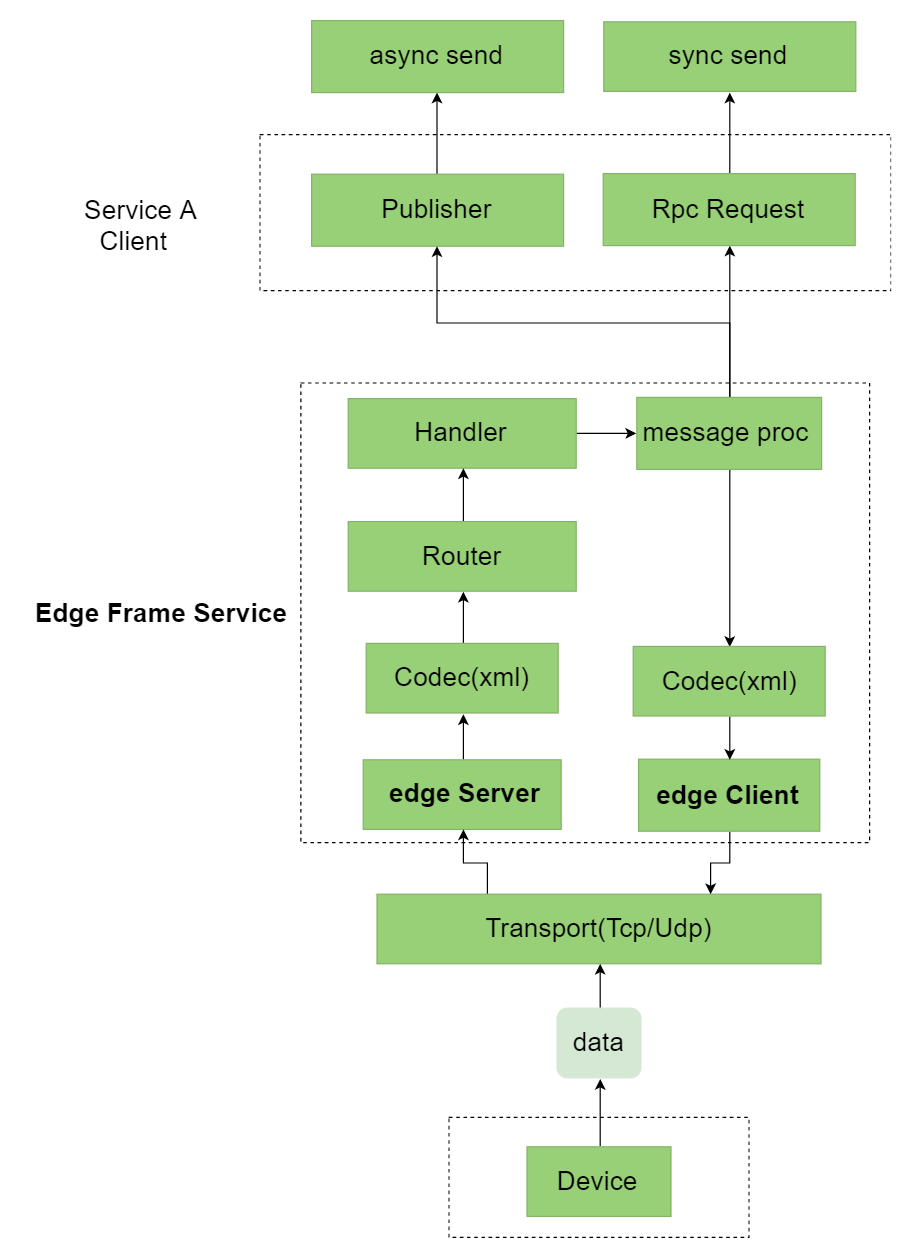 async send
sync send
Publisher
Rpc Request
Service A
Client
Handler
message proc
Router
Edge Frame Service
Codec(xml)
Codec(xml)
edge Server
edge Client
Transport(Tcp/Udp)
data
Device